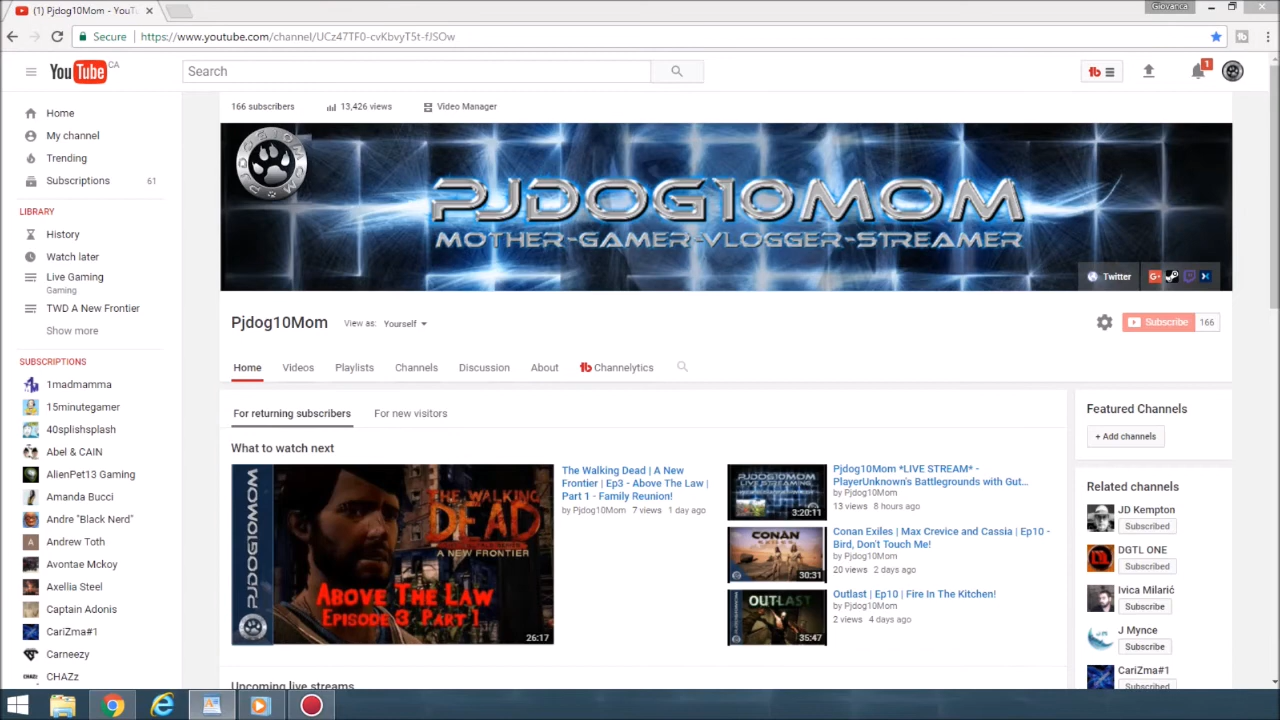 (1) Pjdog10Mom - YouTu
Giovanca
Secure
https://www.youtube.com/channel/UCz47TF0-cvKbvyT5t-fJSOw
YouTube CA
Search
1
166 subscribers
13,426 views
Video Manager
Home
My channel
Trending
Subscriptions 61
LIBRARY
History
Watch later
Live Gaming
Gaming
TWD A New Frontier
Show more
SUBSCRIPTIONS
1madmamma
15minutegamer
40splishsplash
Abel & CAIN
AlienPet13 Gaming
Amanda Bucci
Andre "Black Nerd"
Andrew Toth
Avontae Mckoy
Axellia Steel
Captain Adonis
CariZma#1
Carneezy
CHAZz
PJDOG10MOM
PJDOG10MOM
MOTHER-GAMER-VLOGGER-STREAMER
Twitter
Pjdog10Mom
View as: Yourself
Subscribe 166
Home
Videos
Playlists
Channels
Discussion
About
Channelytics
For returning subscribers
For new visitors
What to watch next
PJDOG10MOM
THE WALKING
DEAD
A NEW FRONTIER
ABOVE THE LAW
EPISODE 3 PART 1
26:17
The Walking Dead | A New
Frontier | Ep3 - Above The Law |
Part 1 - Family Reunion!
by Pjdog10Mom 7 views 1 day ago
PJDOG10MOM
LIVE STREAMING
3:20:11
Pjdog10Mom *LIVE STREAM* -
PlayerUnknown's Battlegrounds with Gut...
by Pjdog10Mom
13 views 8 hours ago
CONAN
EXILES
30:31
Conan Exiles | Max Crevice and Cassia | Ep10 -
Bird, Don't Touch Me!
by Pjdog10Mom
20 views 2 days ago
OUTLAST
35:47
Outlast | Ep10 | Fire In The Kitchen!
by Pjdog10Mom
2 views 4 days ago
Upcoming live streams
Featured Channels
+ Add channels
Related channels
JD Kempton
Subscribed
DGTL ONE
Subscribed
Ivica Milarić
Subscribe
J Mynce
Subscribe
CariZma#1
Subscribed